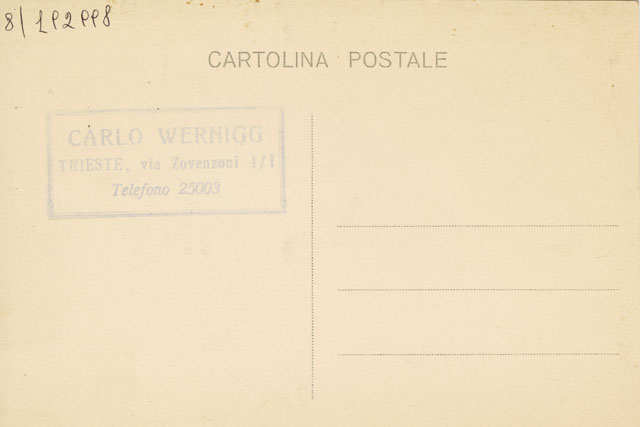 8/192998
CARTOLINA POSTALE
CARLO WERNIGG
TRIESTE, via Zovenzoni 1/I
Telefono 25003